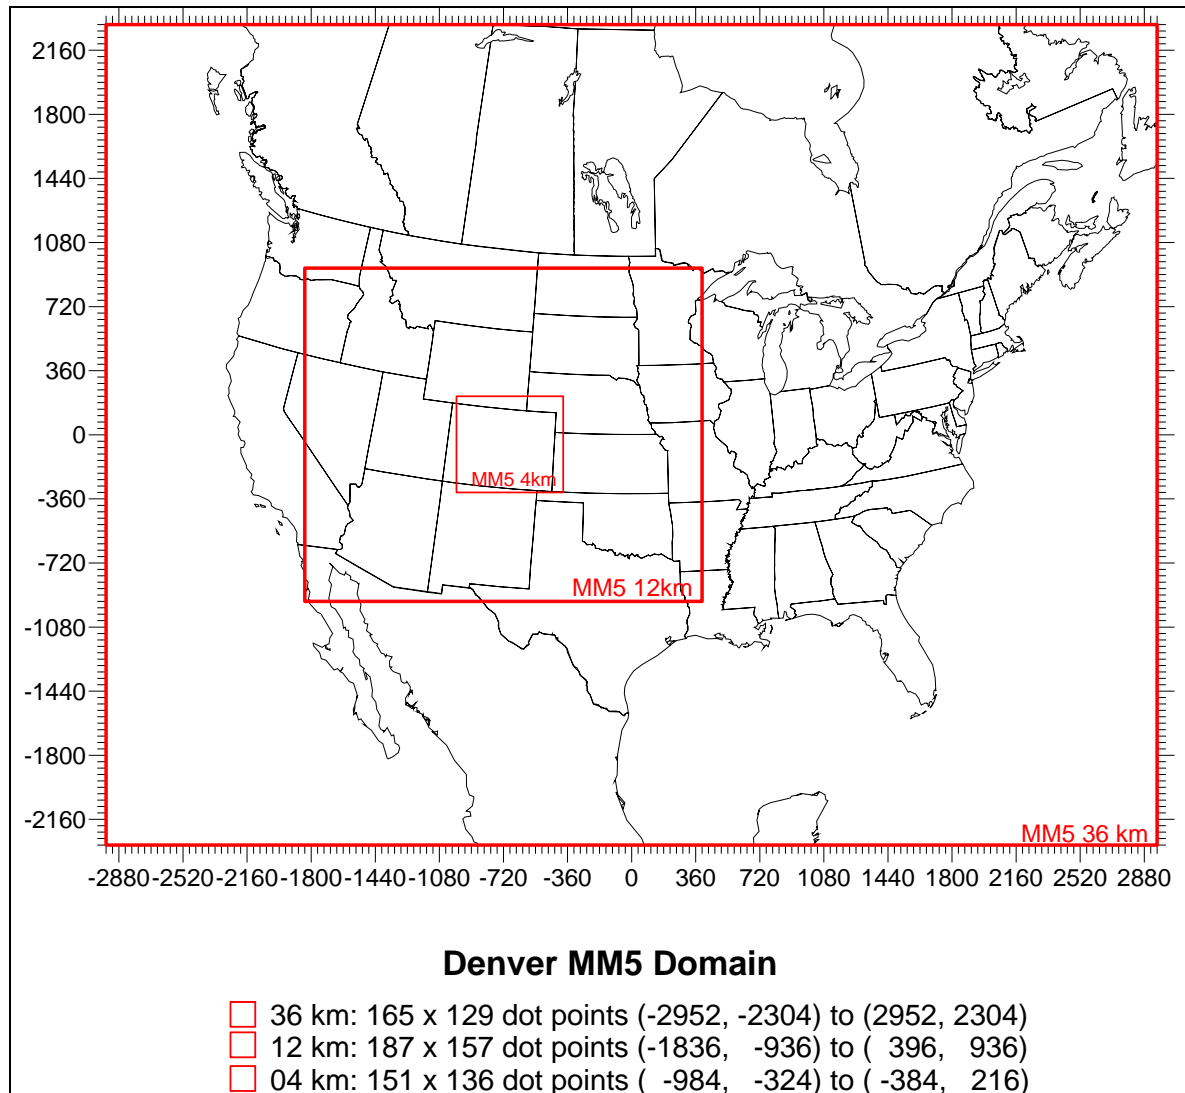 2160
1800
1440
1080
720
360
0
-360
-720
-1080
-1440
-1800
-2160
MM5 4km
MM5 12km
MM5 36 km
-2880 -2520 -2160 -1800 -1440 -1080 -720 -360 0 360 720 1080 1440 1800 2160 2520 2880
Denver MM5 Domain
36 km: 165 x 129 dot points (-2952, -2304) to (2952, 2304)
12 km: 187 x 157 dot points (-1836, -936) to ( 396, 936)
04 km: 151 x 136 dot points ( -984, -324) to ( -384, 216)